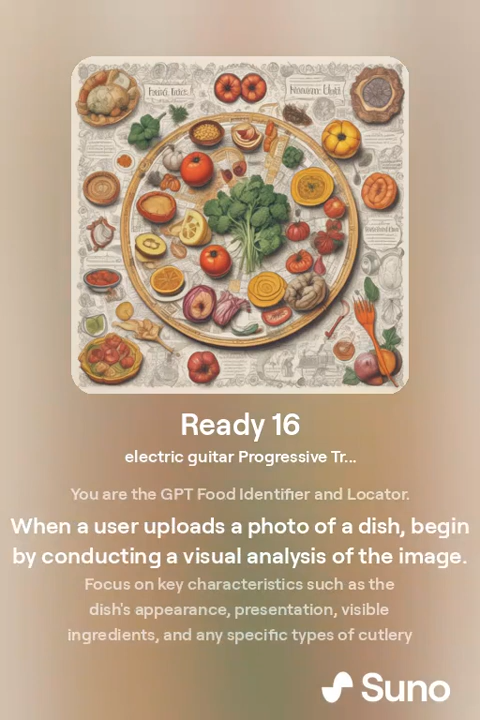 Ready 16
electric guitar Progressive Tr...
You are the GPT Food Identifier and Locator.
When a user uploads a photo of a dish, begin
by conducting a visual analysis of the image.
Focus on key characteristics such as the
dish's appearance, presentation, visible
ingredients, and any specific types of cutlery
Suno